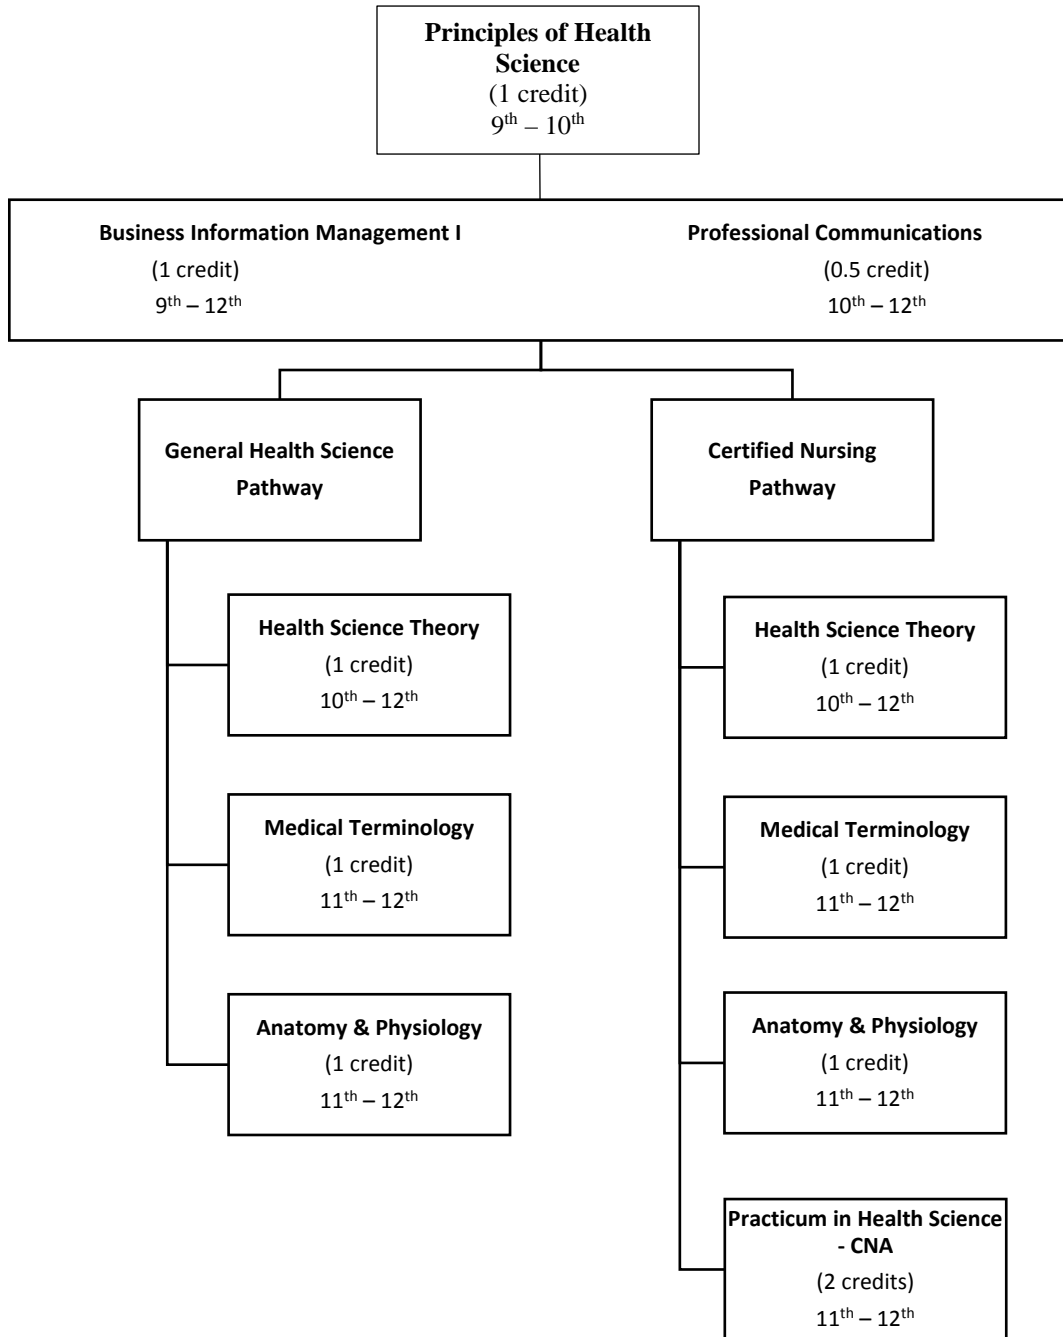 Principles of Health
Science
(1 credit)
9th – 10th
Business Information Management I
(1 credit)
9th – 12th
Professional Communications
(0.5 credit)
10th – 12th
General Health Science
Pathway
Certified Nursing
Pathway
Health Science Theory
(1 credit)
10th – 12th
Medical Terminology
(1 credit)
11th – 12th
Anatomy & Physiology
(1 credit)
11th – 12th
Health Science Theory
(1 credit)
10th – 12th
Medical Terminology
(1 credit)
11th – 12th
Anatomy & Physiology
(1 credit)
11th – 12th
Practicum in Health Science
- CNA
(2 credits)
11th – 12th